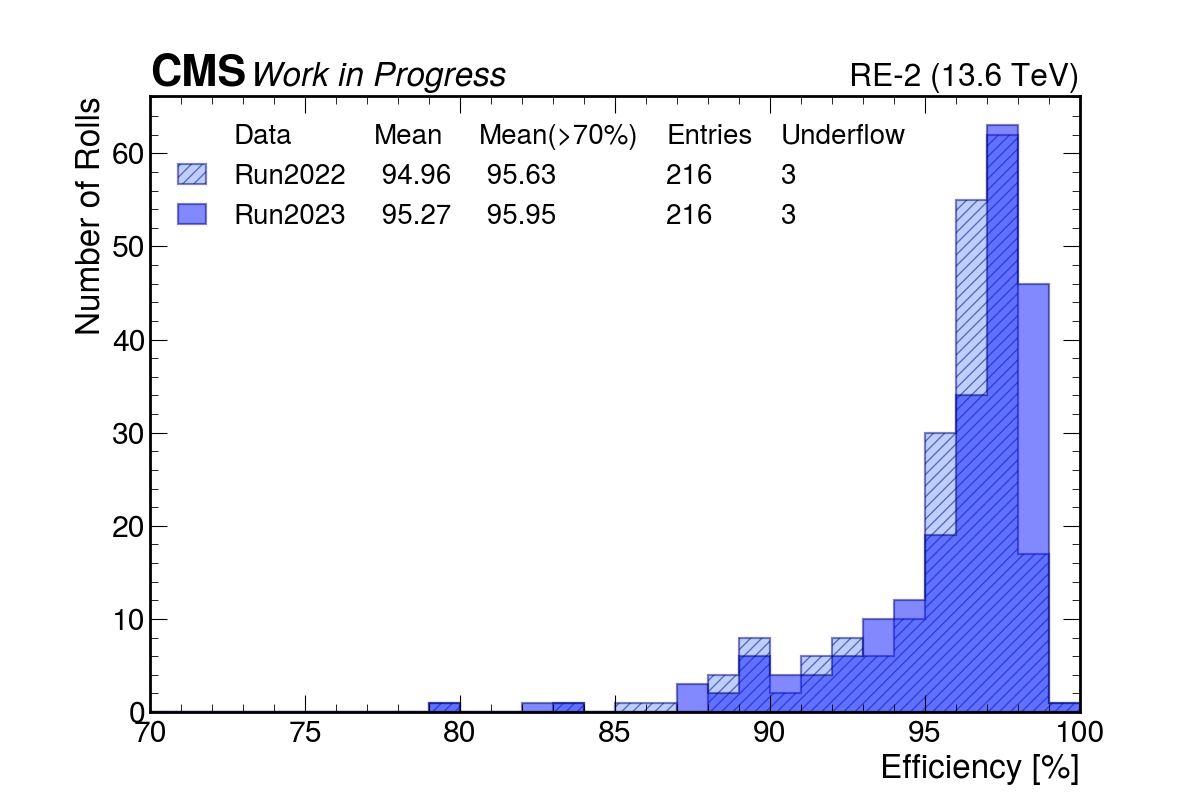 CMS Work in Progress RE-2 (13.6 TeV)
Number of Rolls
Data Mean Mean(>70%) Entries Underflow
Run2022 94.96 95.63 216 3
Run2023 95.27 95.95 216 3
60
50
40
30
20
10
0
70 75 80 85 90 95 100
Efficiency [%]